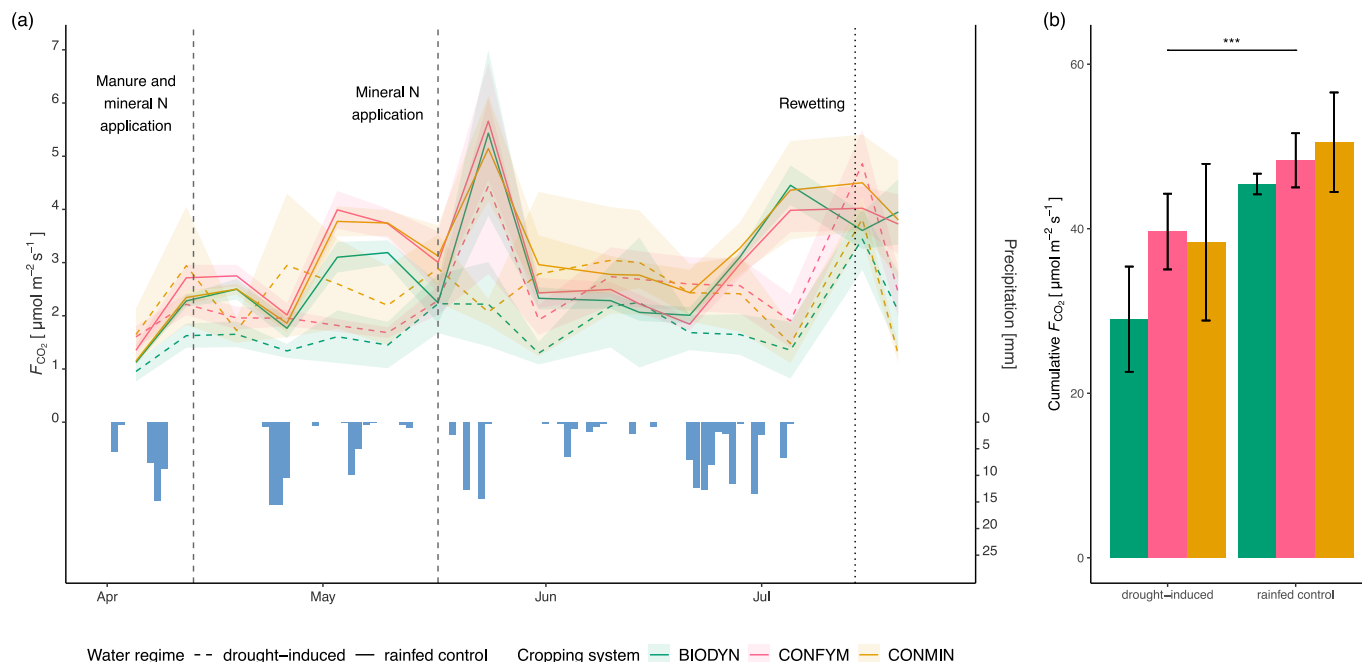 (a)
(b)
7
6
5
4
3
2
1
0
F_CO₂ [ μmol m⁻² s⁻¹ ]
Manure and
mineral N
application
Mineral N
application
Rewetting
0
5
10
15
20
25
Precipitation [mm]
Apr
May
Jun
Jul
***
60
40
20
0
Cumulative F_CO₂ [ μmol m⁻² s⁻¹ ]
drought−induced
rainfed control
Water regime
drought−induced
rainfed control
Cropping system
BIODYN
CONFYM
CONMIN